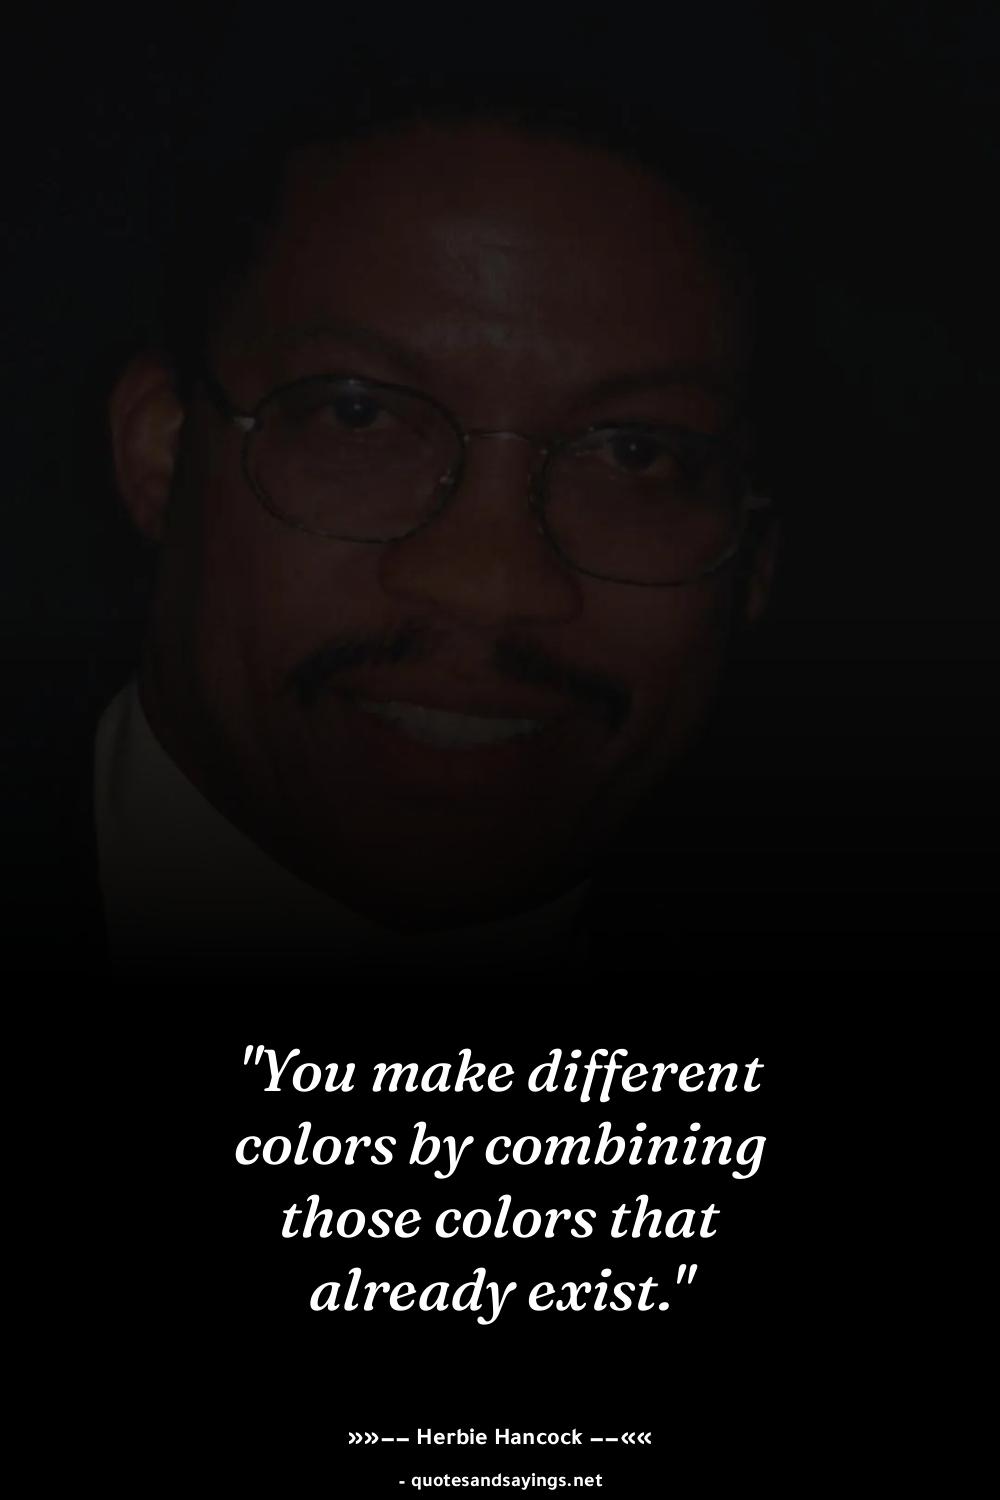 "You make different
colors by combining
those colors that
already exist."
»»−− Herbie Hancock −−««
- quotesandsayings.net